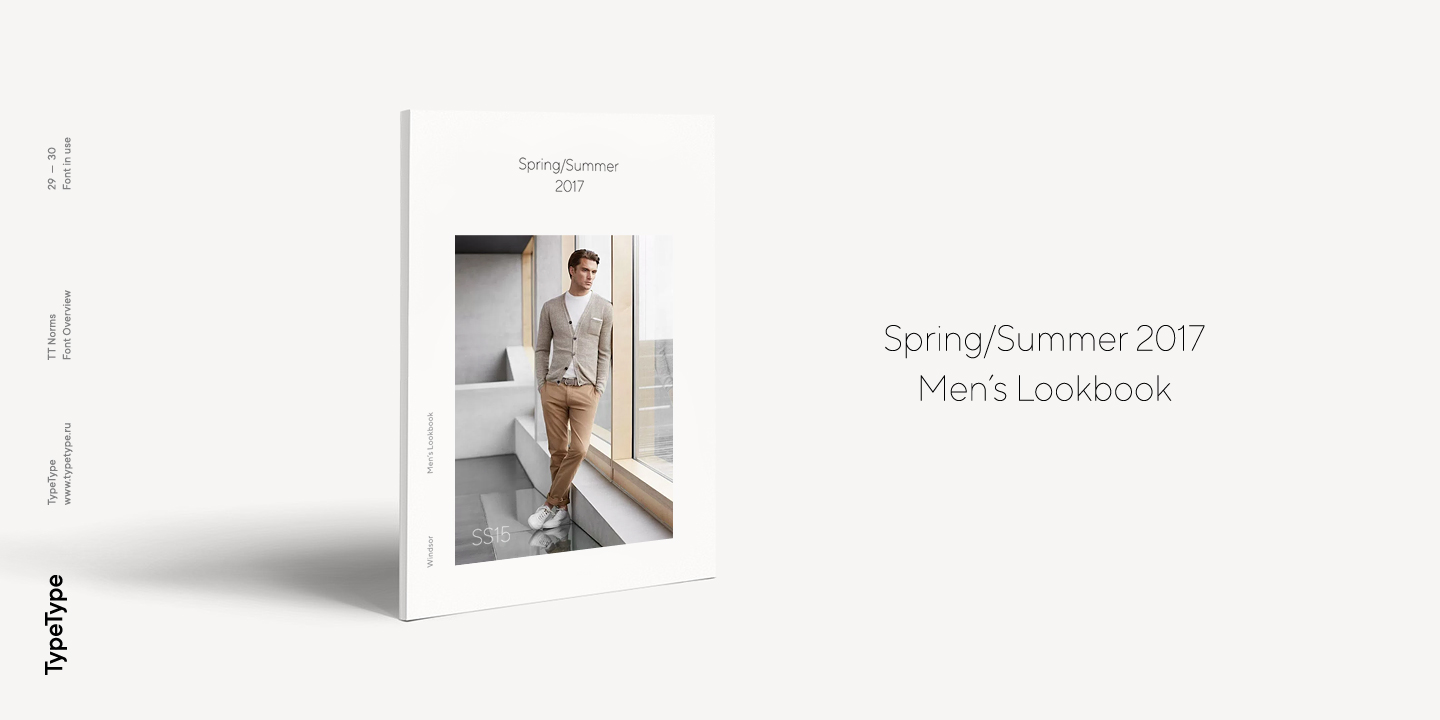 29 — 30
Font in use
TT Norms
Font Overview
TypeType
www.typetype.ru
TypeType
Spring/Summer
2017
Men's Lookbook
Windsor
SS15
Spring/Summer 2017
Men's Lookbook